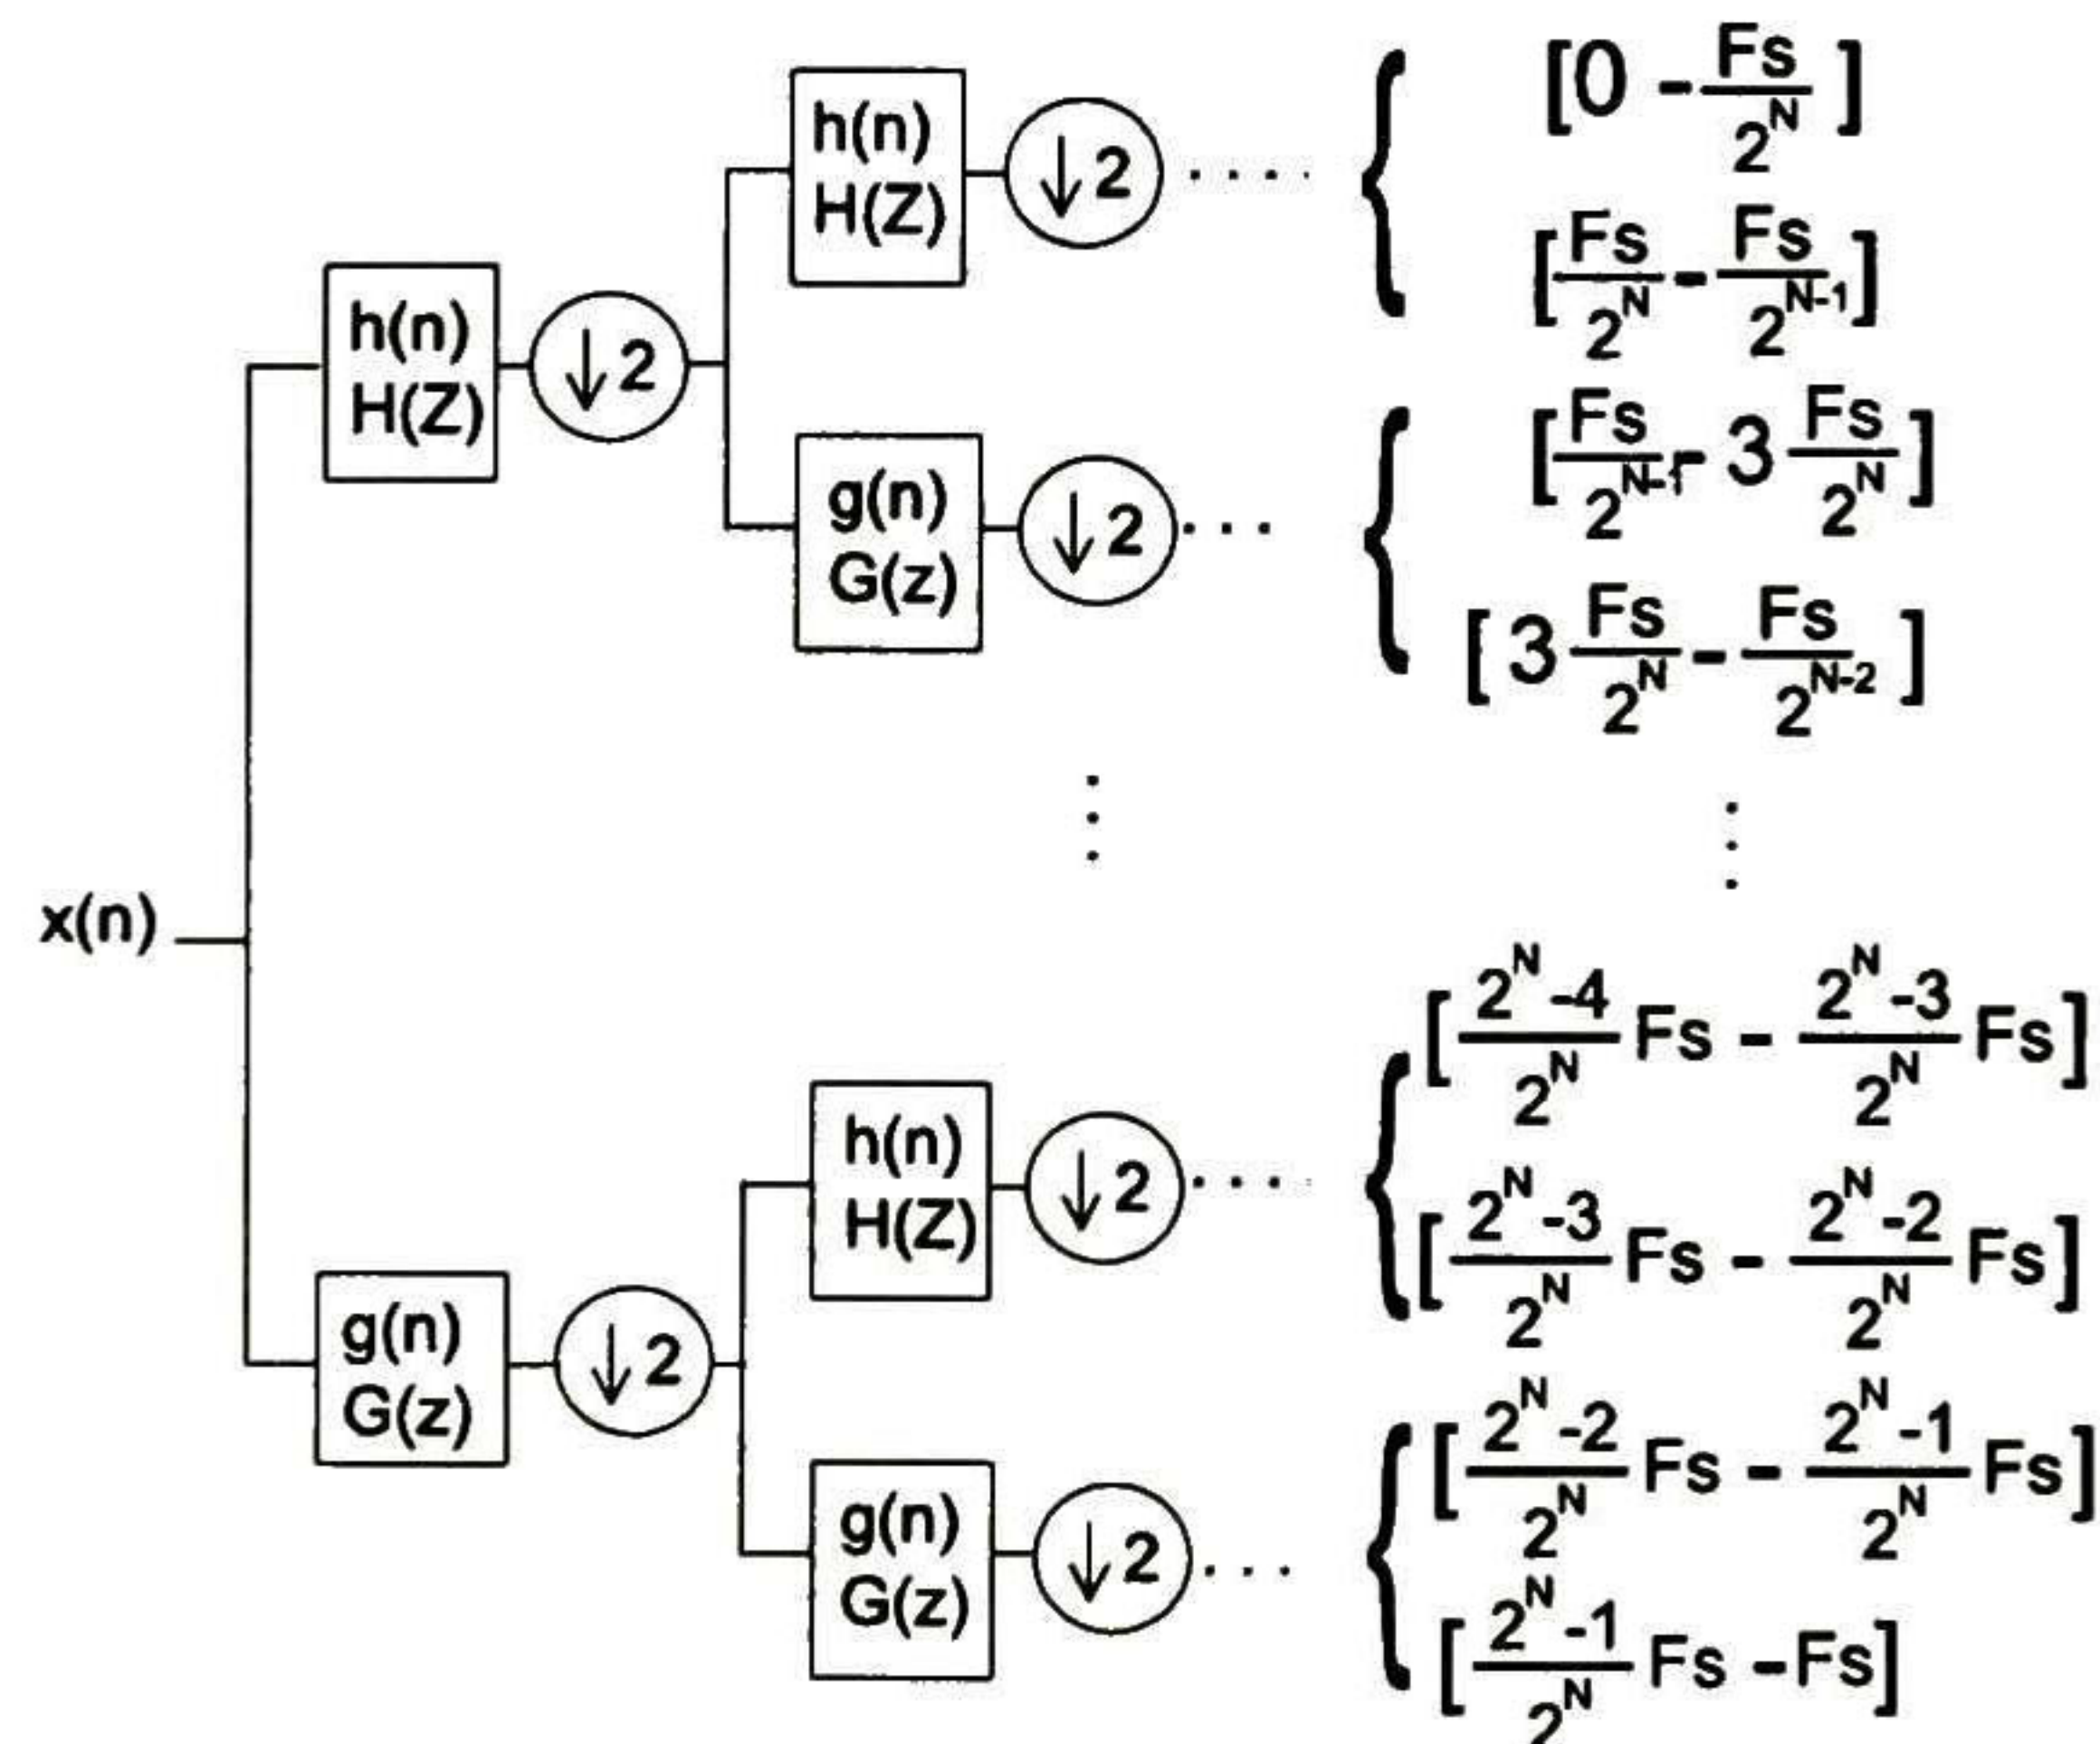 h(n)
H(Z)
↓2
....
{
[0 - Fs/2^N ]
[Fs/2^N - Fs/2^N-1]
h(n)
H(Z)
↓2
g(n)
G(z)
↓2
...
{
[Fs/2^N-1 - 3 Fs/2^N]
[ 3 Fs/2^N - Fs/2^N-2 ]
x(n)
h(n)
H(Z)
↓2
...
{
[2^N-4/2^N Fs - 2^N-3/2^N Fs]
[2^N-3/2^N Fs - 2^N-2/2^N Fs]
g(n)
G(z)
↓2
g(n)
G(z)
↓2
...
{
[2^N-2/2^N Fs - 2^N-1/2^N Fs]
[2^N-1/2^N Fs - Fs]